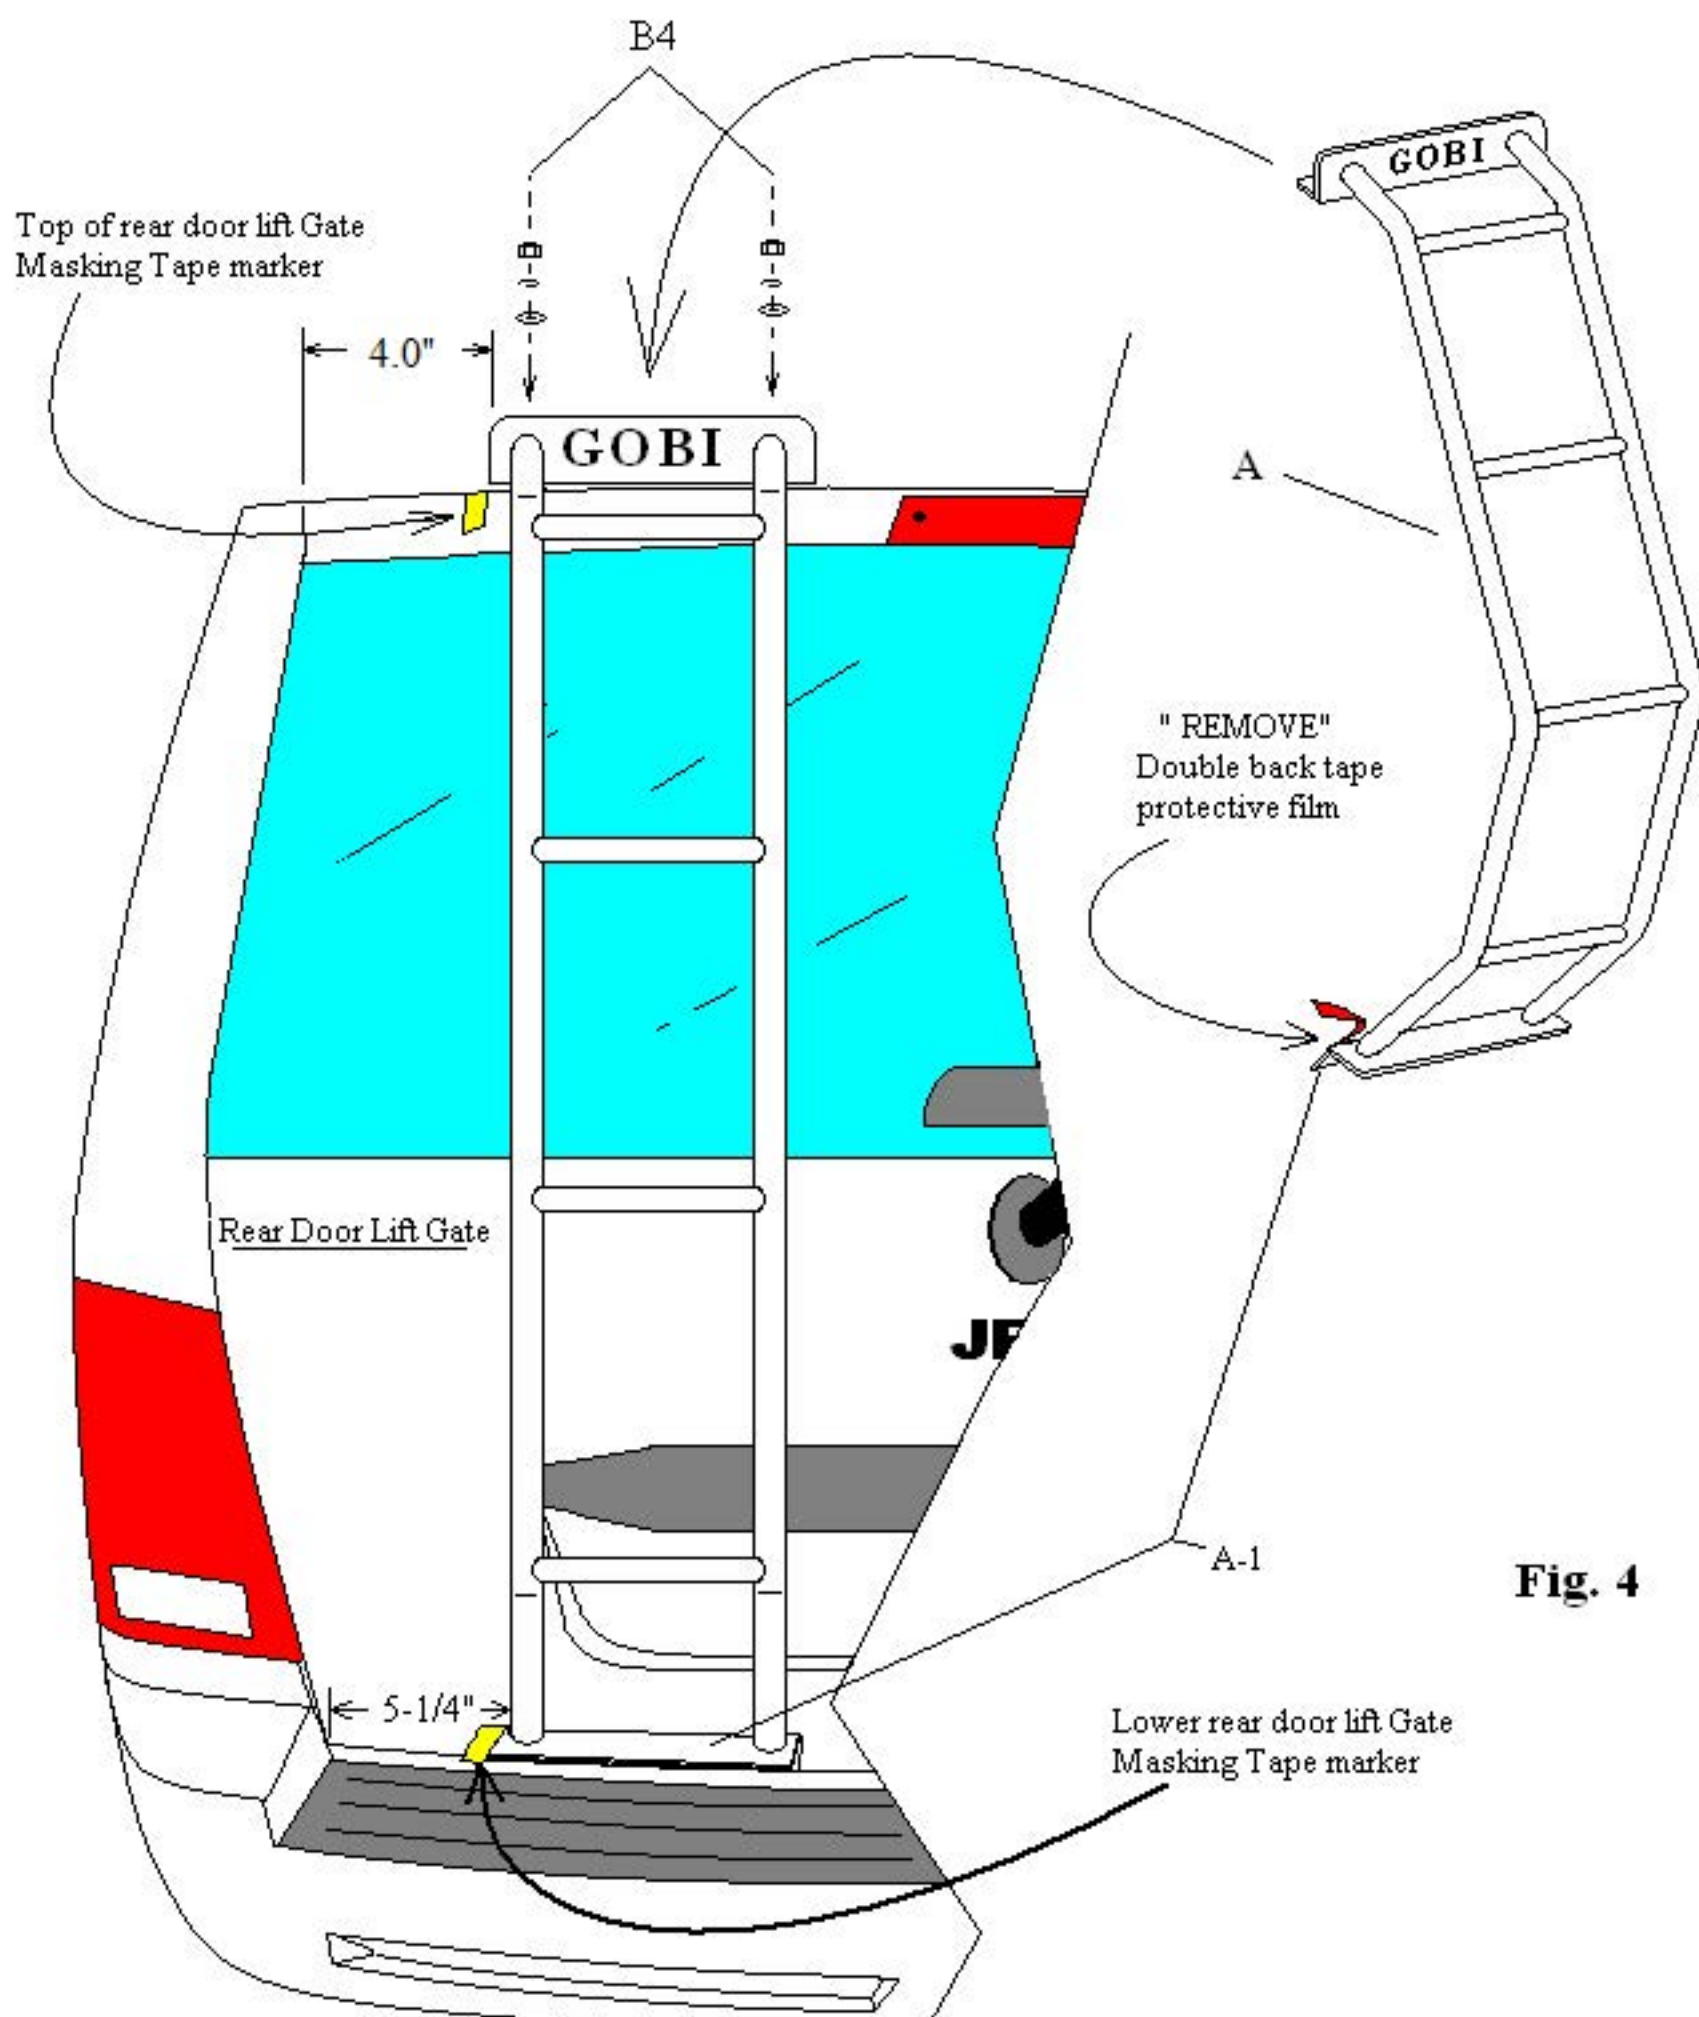 B4
GOBI
Top of rear door lift Gate
Masking Tape marker
4.0"
GOBI
A
" REMOVE"
Double back tape
protective film
Rear Door Lift Gate
JE
A-1
Fig. 4
5-1/4"
Lower rear door lift Gate
Masking Tape marker